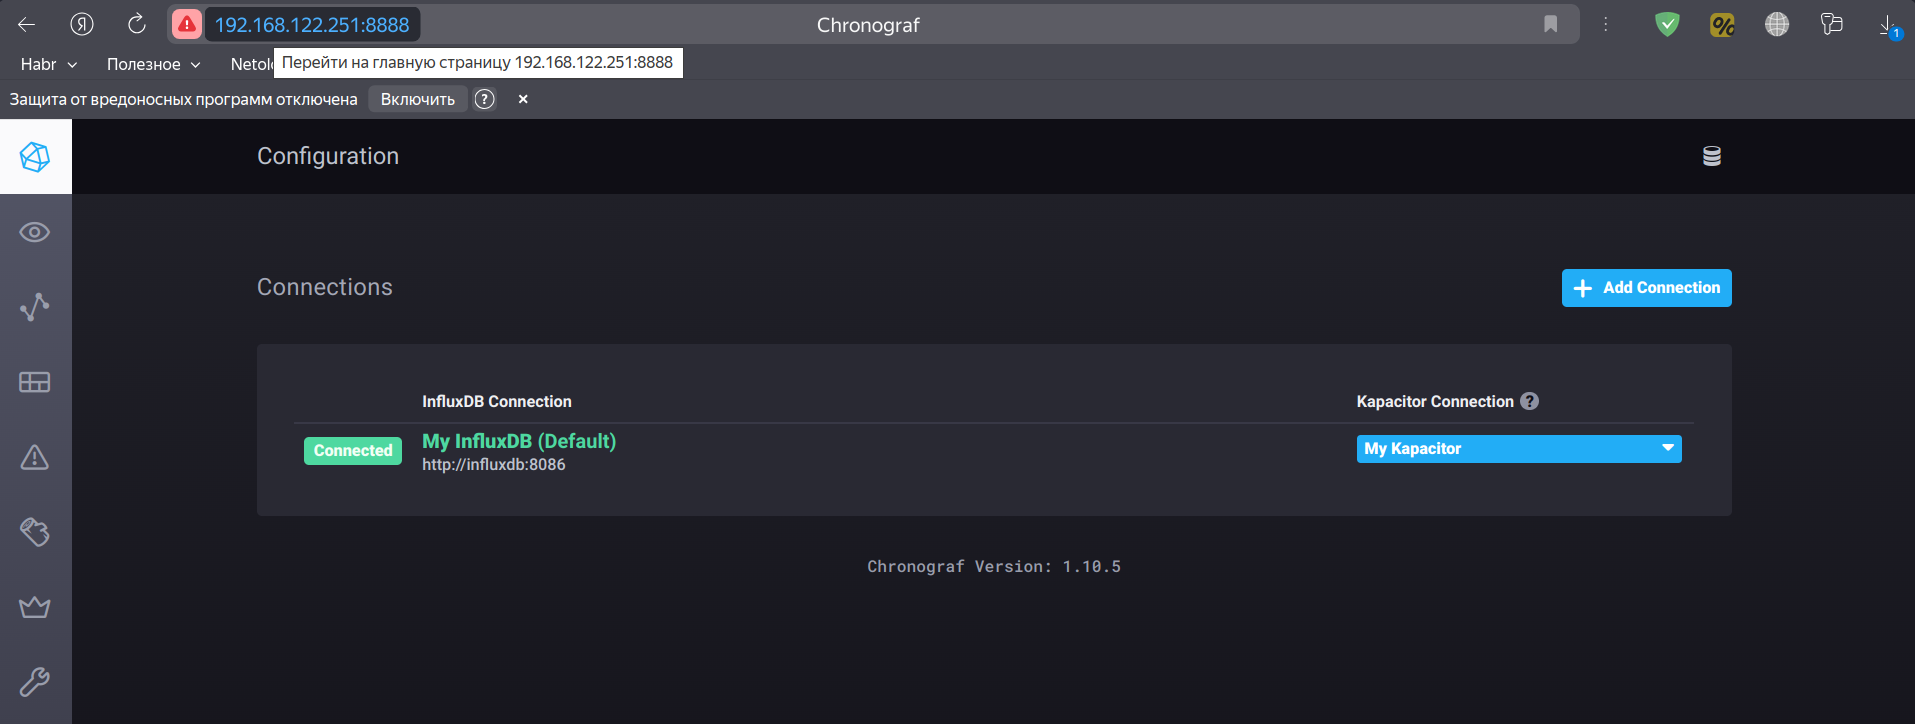 192.168.122.251:8888
Chronograf
Habr
Полезное
Перейти на главную страницу 192.168.122.251:8888
1
Защита от вредоносных программ отключена
Включить
Configuration
Connections
Add Connection
InfluxDB Connection
Kapacitor Connection ?
Connected
My InfluxDB (Default)
http://influxdb:8086
My Kapacitor
Chronograf Version: 1.10.5